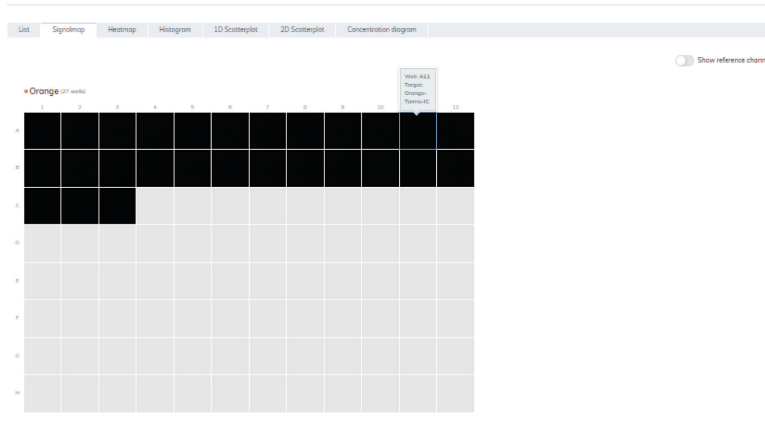 List Signalmap Heatmap Histogram 1D Scatterplot 2D Scatterplot Concentration diagram
Show reference chann
Well: A11
Target:
Orange-
Orange (27 wells)
1 2 3 4 5 6 7 8 9 10 12
A
B
C
D
E
F
G
H